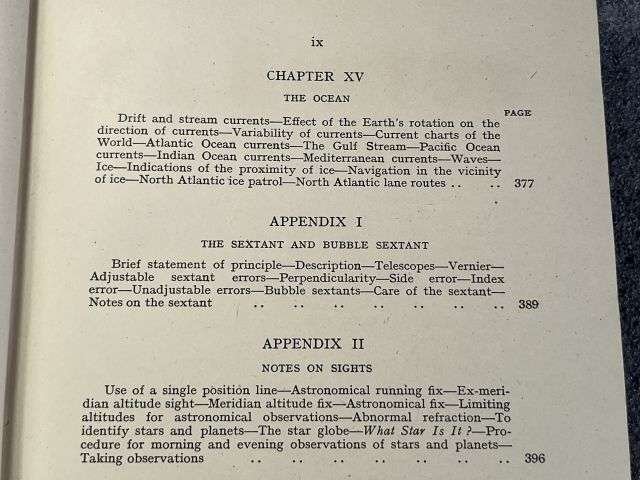 ix
CHAPTER XV
THE OCEAN
PAGE
Drift and stream currents—Effect of the Earth's rotation on the
direction of currents—Variability of currents—Current charts of the
World—Atlantic Ocean currents—The Gulf Stream—Pacific Ocean
currents—Indian Ocean currents—Mediterranean currents—Waves—
Ice—Indications of the proximity of ice—Navigation in the vicinity
of ice—North Atlantic ice patrol—North Atlantic lane routes .. .. 377
APPENDIX I
THE SEXTANT AND BUBBLE SEXTANT
Brief statement of principle—Description—Telescopes—Vernier—
Adjustable sextant errors—Perpendicularity—Side error—Index
error—Unadjustable errors—Bubble sextants—Care of the sextant—
Notes on the sextant .. .. .. .. .. .. .. 389
APPENDIX II
NOTES ON SIGHTS
Use of a single position line—Astronomical running fix—Ex-meri-
dian altitude sight—Meridian altitude fix—Astronomical fix—Limiting
altitudes for astronomical observations—Abnormal refraction—To
identify stars and planets—The star globe—What Star Is It?—Pro-
cedure for morning and evening observations of stars and planets—
Taking observations .. .. .. .. .. .. .. 396